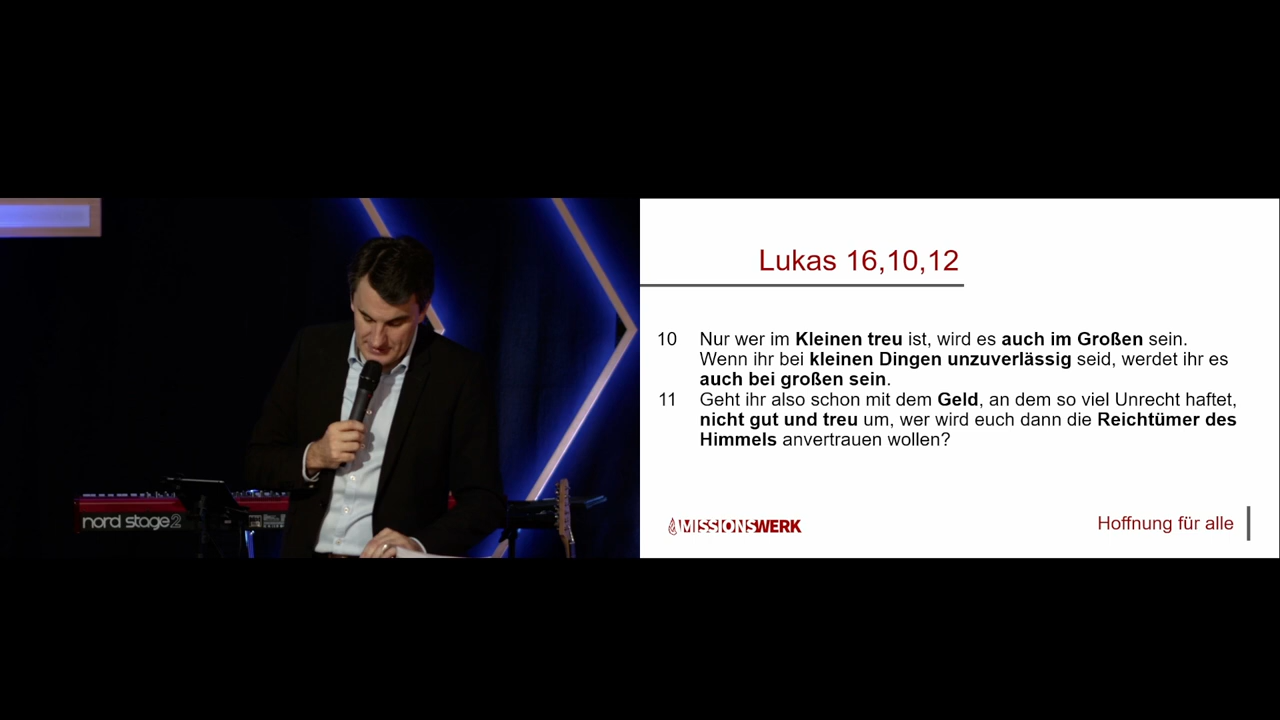 nord stage 2
Lukas 16,10,12
10 Nur wer im Kleinen treu ist, wird es auch im Großen sein.
Wenn ihr bei kleinen Dingen unzuverlässig seid, werdet ihr es
auch bei großen sein.
11 Geht ihr also schon mit dem Geld, an dem so viel Unrecht haftet,
nicht gut und treu um, wer wird euch dann die Reichtümer des
Himmels anvertrauen wollen?
MISSIONSWERK
Hoffnung für alle